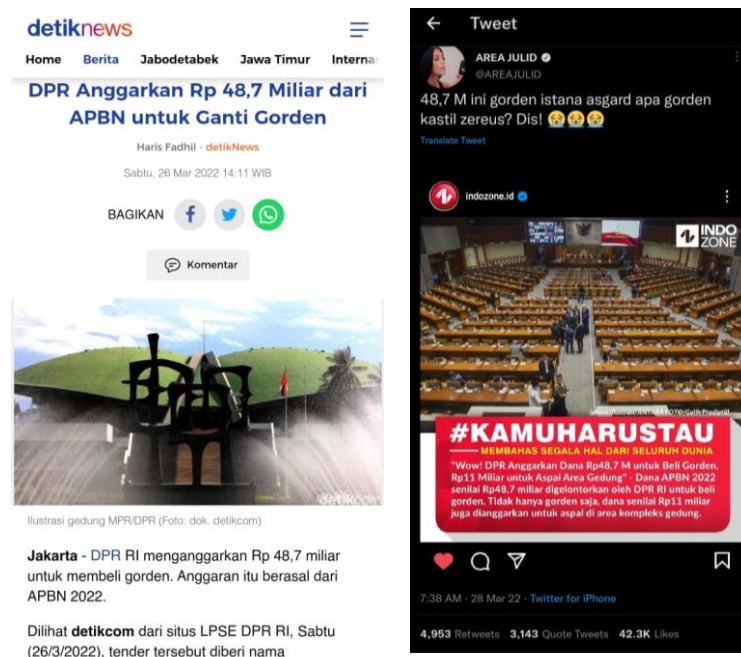 detiknews
Home Berita Jabodetabek Jawa Timur Interna
DPR Anggarkan Rp 48,7 Miliar dari
APBN untuk Ganti Gorden
Haris Fadhil - detikNews
Sabtu, 26 Mar 2022 14:11 WIB
BAGIKAN
Komentar
detikcom
Ilustrasi gedung MPR/DPR (Foto: dok. detikcom)
Jakarta - DPR RI menganggarkan Rp 48,7 miliar
untuk membeli gorden. Anggaran itu berasal dari
APBN 2022.
Dilihat detikcom dari situs LPSE DPR RI, Sabtu
(26/3/2022), tender tersebut diberi nama
Tweet
AREA JULID
@AREAJULID
48,7 M ini gorden istana asgard apa gorden
kastil zereus? Dis! 😭😭😭
Translate Tweet
indozone.id
INDO
ZONE
#KAMUHARUSTAU
MEMBAHAS SEGALA HAL DARI SELURUH DUNIA
"Wow! DPR Anggarkan Dana Rp48,7 M untuk Beli Gorden,
Rp11 Miliar untuk Aspal Area Gedung" - Dana APBN 2022
senilai Rp48.7 miliar digelontorkan oleh DPR RI untuk beli
gorden. Tidak hanya gorden saja, dana senilai Rp11 miliar
juga dianggarkan untuk aspal di area kompleks gedung.
7:38 AM · 28 Mar 22 · Twitter for iPhone
4,953 Retweets 3,143 Quote Tweets 42.3K Likes